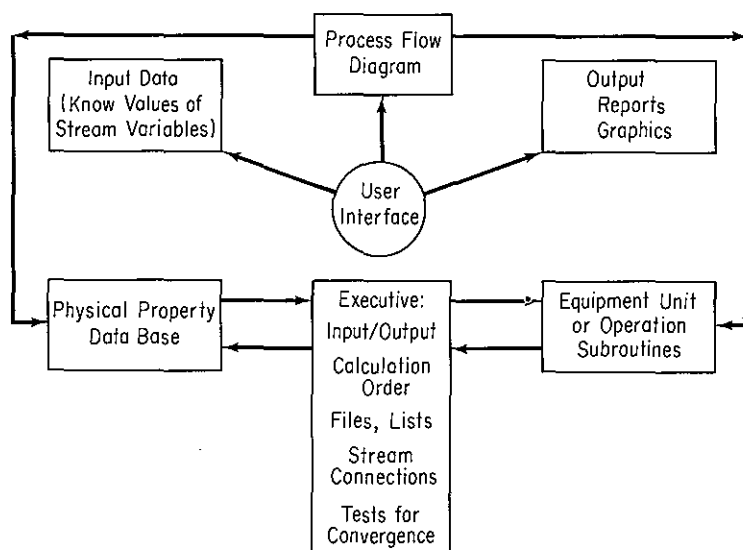 Process Flow
Diagram
Input Data
(Know Values of
Stream Variables)
Output
Reports
Graphics
User
Interface
Physical Property
Data Base
Executive:
Input/Output
Calculation
Order
Files, Lists
Stream
Connections
Tests for
Convergence
Equipment Unit
or Operation
Subroutines